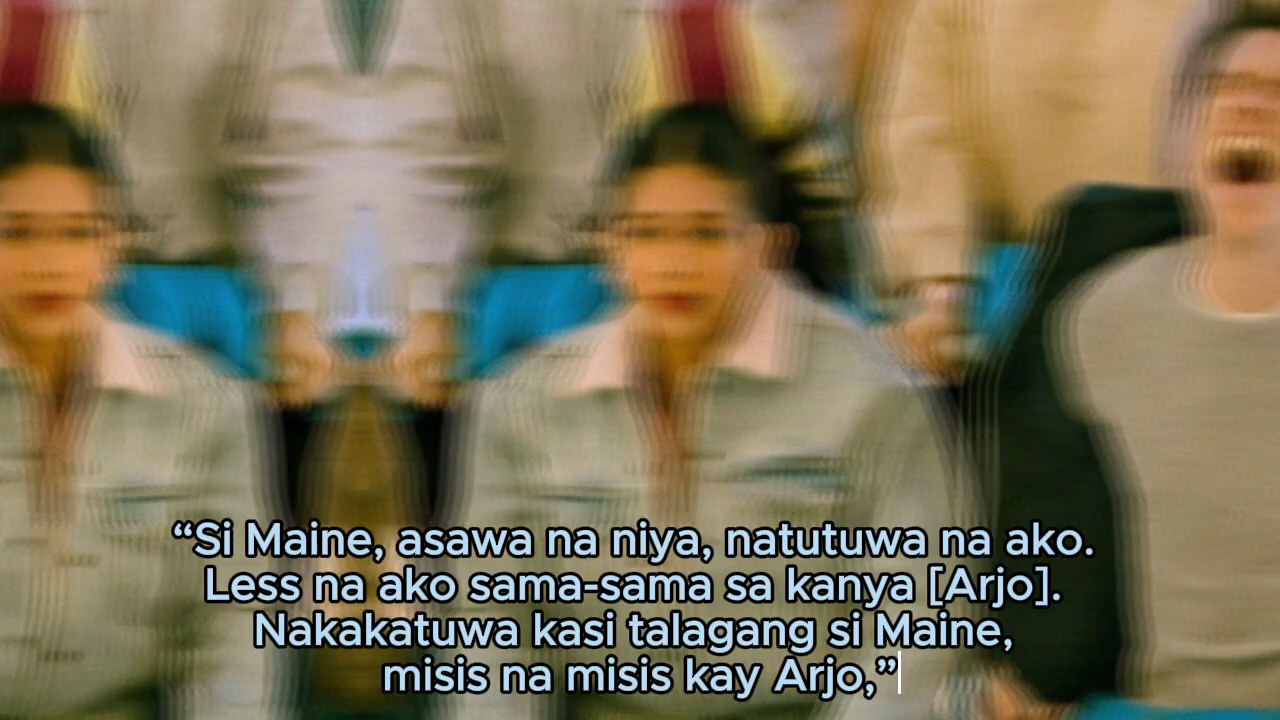 “Si Maine, asawa na niya, natutuwa na ako.
Less na ako sama-sama sa kanya [Arjo].
Nakakatuwa kasi talagang si Maine,
misis na misis kay Arjo,”